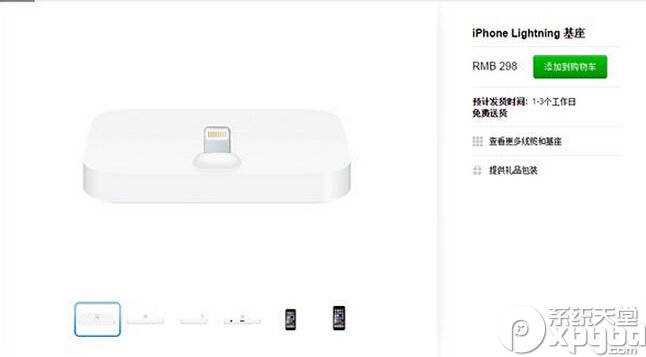 iPhone Lightning 基座
RMB 298
添加到购物车
预计发货时间：1-3个工作日
免费送货
查看更多线缆和基座
提供礼品包装
系统天堂
xpgod